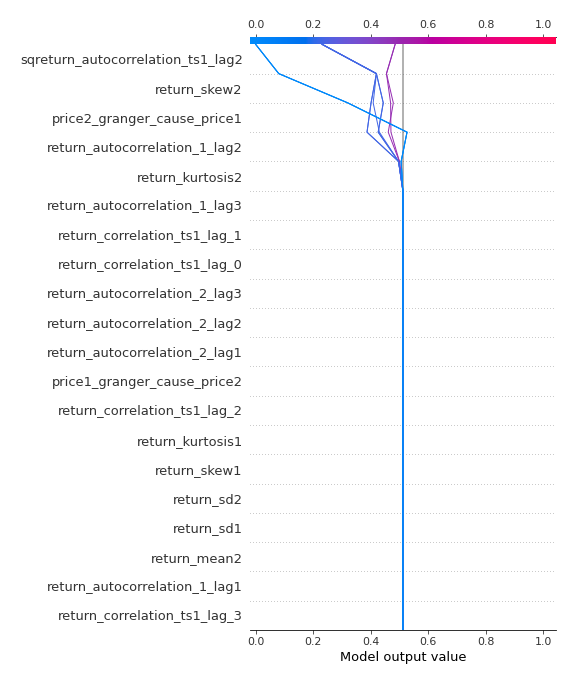 0.0 0.2 0.4 0.6 0.8 1.0
sqreturn_autocorrelation_ts1_lag2
return_skew2
price2_granger_cause_price1
return_autocorrelation_1_lag2
return_kurtosis2
return_autocorrelation_1_lag3
return_correlation_ts1_lag_1
return_correlation_ts1_lag_0
return_autocorrelation_2_lag3
return_autocorrelation_2_lag2
return_autocorrelation_2_lag1
price1_granger_cause_price2
return_correlation_ts1_lag_2
return_kurtosis1
return_skew1
return_sd2
return_sd1
return_mean2
return_autocorrelation_1_lag1
return_correlation_ts1_lag_3
0.0 0.2 0.4 0.6 0.8 1.0
Model output value